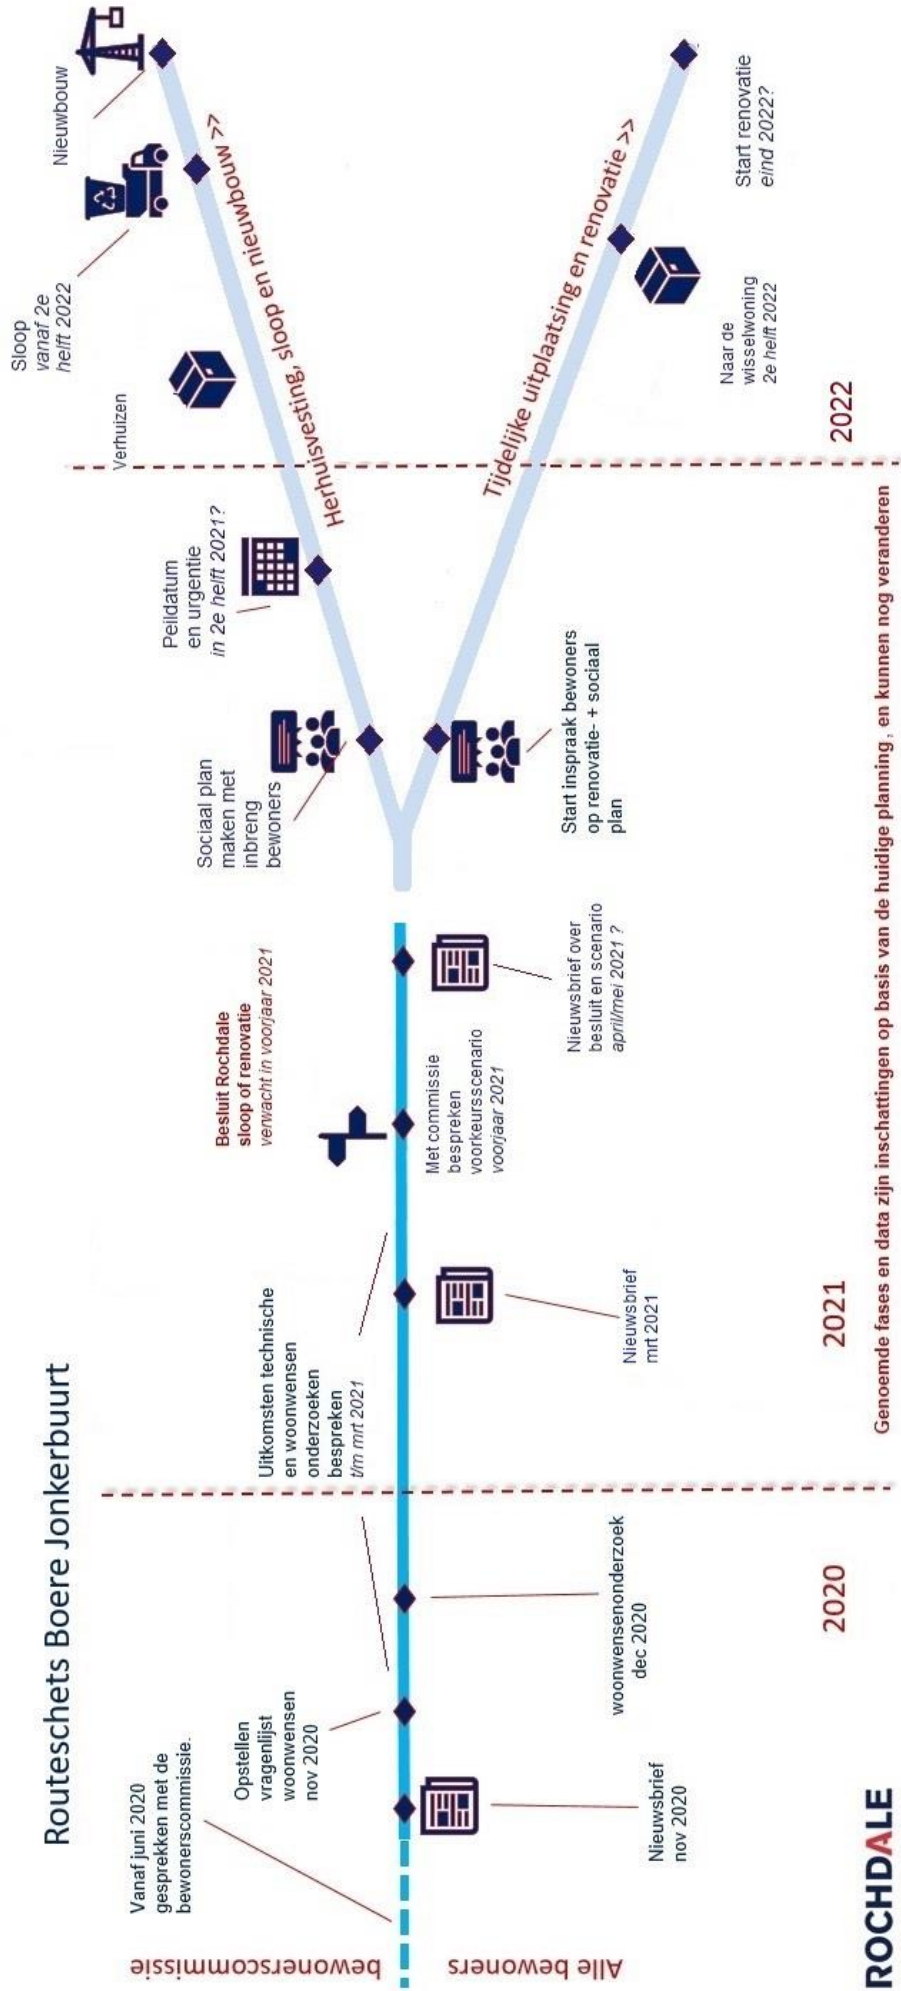 Routeschets Boere Jonkerbuurt
bewonerscommissie
Alle bewoners
Vanaf juni 2020
gesprekken met de
bewonerscommissie.
Opstellen
vragenlijst
woonwensen
nov 2020
Nieuwsbrief
nov 2020
woonwensenonderzoek
dec 2020
2020
Uitkomsten technische
en woonwensen
onderzoeken
bespreken
t/m mrt 2021
Nieuwsbrief
mrt 2021
Besluit Rochdale
sloop of renovatie
verwacht in voorjaar 2021
Met commissie
bespreken
voorkeursscenario
voorjaar 2021
Nieuwsbrief over
besluit en scenario
april/mei 2021 ?
2021
Sociaal plan
maken met
inbreng
bewoners
Peildatum
en urgentie
in 2e helft 2021?
Start inspraak bewoners
op renovatie- + sociaal
plan
Herhuisvesting, sloop en nieuwbouw >>
Verhuizen
Sloop
vanaf 2e
helft 2022
Nieuwbouw
Tijdelijke uitplaatsing en renovatie >>
Naar de
wisselwoning
2e helft 2022
Start renovatie
eind 2022?
2022
Genoemde fases en data zijn inschattingen op basis van de huidige planning, en kunnen nog veranderen
ROCHDALE